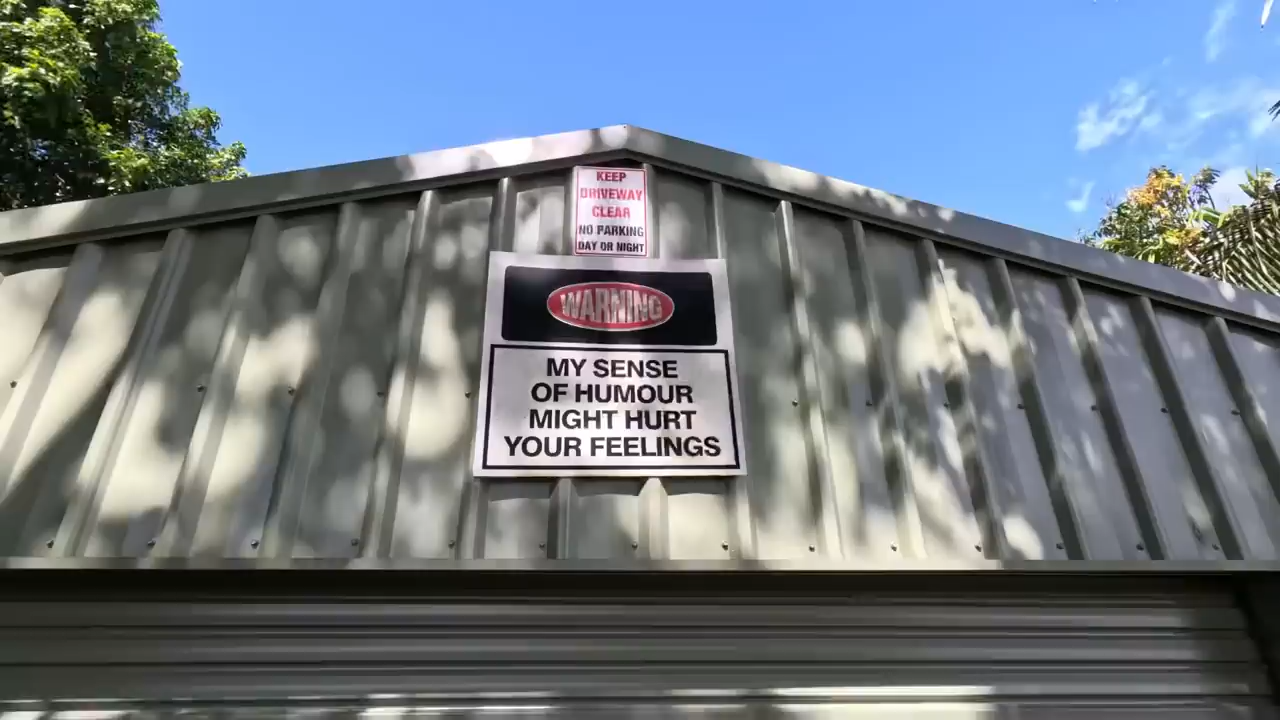 KEEP
DRIVEWAY
CLEAR
NO PARKING
DAY OR NIGHT
WARNING
MY SENSE
OF HUMOUR
MIGHT HURT
YOUR FEELINGS